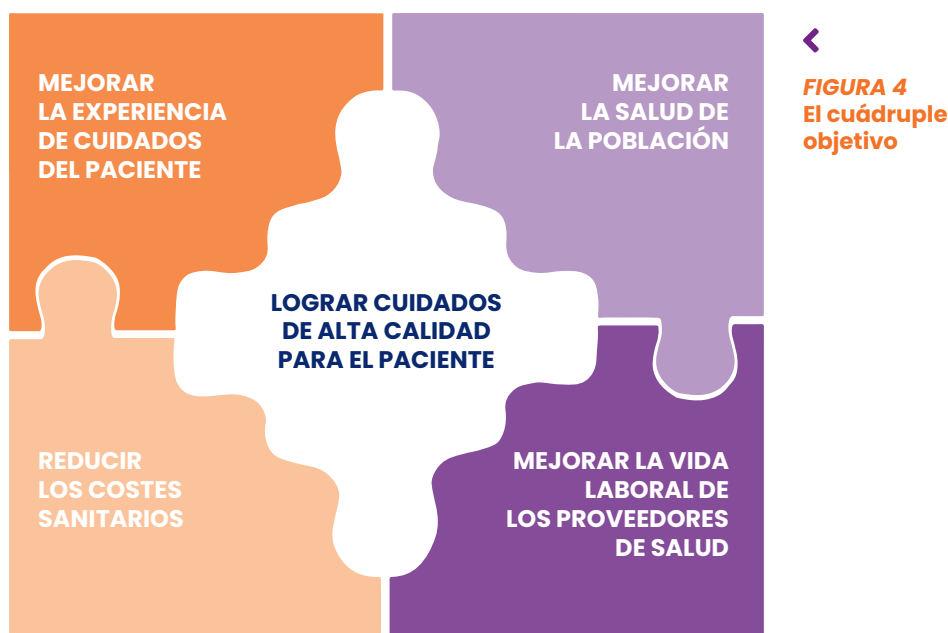 MEJORAR
LA EXPERIENCIA
DE CUIDADOS
DEL PACIENTE
MEJORAR
LA SALUD DE
LA POBLACIÓN
FIGURA 4
El cuádruple
objetivo
LOGRAR CUIDADOS
DE ALTA CALIDAD
PARA EL PACIENTE
REDUCIR
LOS COSTES
SANITARIOS
MEJORAR LA VIDA
LABORAL DE
LOS PROVEEDORES
DE SALUD